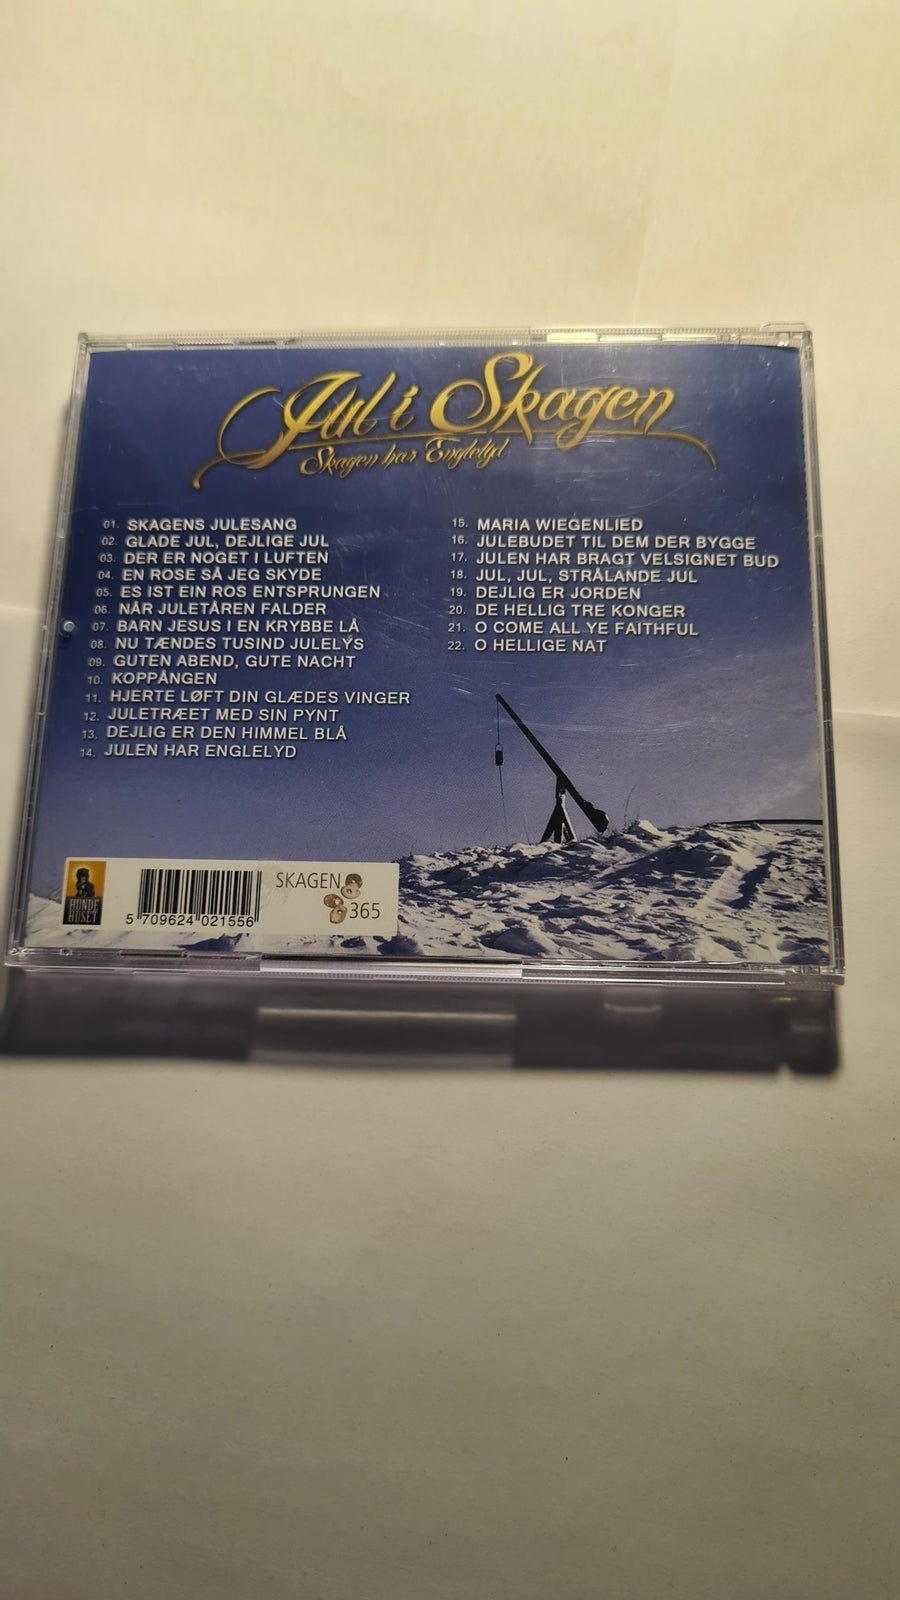 Jul i Skagen
Skagen har Englelyd
01. SKAGENS JULESANG
02. GLADE JUL, DEJLIGE JUL
03. DER ER NOGET I LUFTEN
04. EN ROSE SÅ JEG SKYDE
05. ES IST EIN ROS ENTSPRUNGEN
06. NÅR JULETÅREN FALDER
07. BARN JESUS I EN KRYBBE LÅ
08. NU TÆNDES TUSIND JULELYS
09. GUTEN ABEND, GUTE NACHT
10. KOPPÅNGEN
11. HJERTE LØFT DIN GLÆDES VINGER
12. JULETRÆET MED SIN PYNT
13. DEJLIG ER DEN HIMMEL BLÅ
14. JULEN HAR ENGLELYD
15. MARIA WIEGENLIED
16. JULEBUDET TIL DEM DER BYGGE
17. JULEN HAR BRAGT VELSIGNET BUD
18. JUL, JUL, STRÅLANDE JUL
19. DEJLIG ER JORDEN
20. DE HELLIG TRE KONGER
21. O COME ALL YE FAITHFUL
22. O HELLIGE NAT
HUNDE
HUSET
5 709624 021556
SKAGEN
365